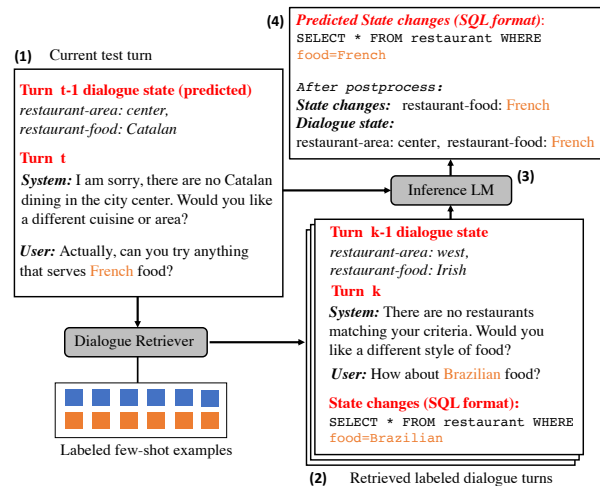 (1) Current test turn
Turn t-1 dialogue state (predicted)
restaurant-area: center,
restaurant-food: Catalan
Turn t
System: I am sorry, there are no Catalan
dining in the city center. Would you like
a different cuisine or area?
User: Actually, can you try anything
that serves French food?
Dialogue Retriever
Labeled few-shot examples
(4)
Predicted State changes (SQL format):
SELECT * FROM restaurant WHERE
food=French
After postprocess:
State changes: restaurant-food: French
Dialogue state:
restaurant-area: center, restaurant-food: French
Inference LM
(3)
Turn k-1 dialogue state
restaurant-area: west,
restaurant-food: Irish
Turn k
System: There are no restaurants
matching your criteria. Would you
like a different style of food?
User: How about Brazilian food?
State changes (SQL format):
SELECT * FROM restaurant WHERE
food=Brazilian
(2) Retrieved labeled dialogue turns